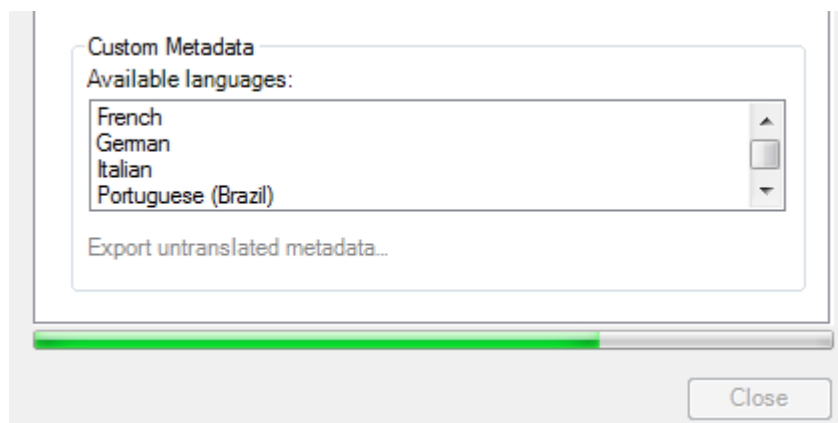 Custom Metadata
Available languages:
French
German
Italian
Portuguese (Brazil)
Export untranslated metadata...
Close